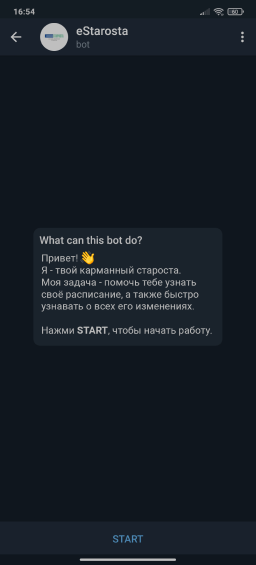 16:54
60
eStarosta
bot
What can this bot do?
Привет! 👋
Я - твой карманный староста.
Моя задача - помочь тебе узнать
своё расписание, а также быстро
узнавать о всех его изменениях.
Нажми START, чтобы начать работу.
START